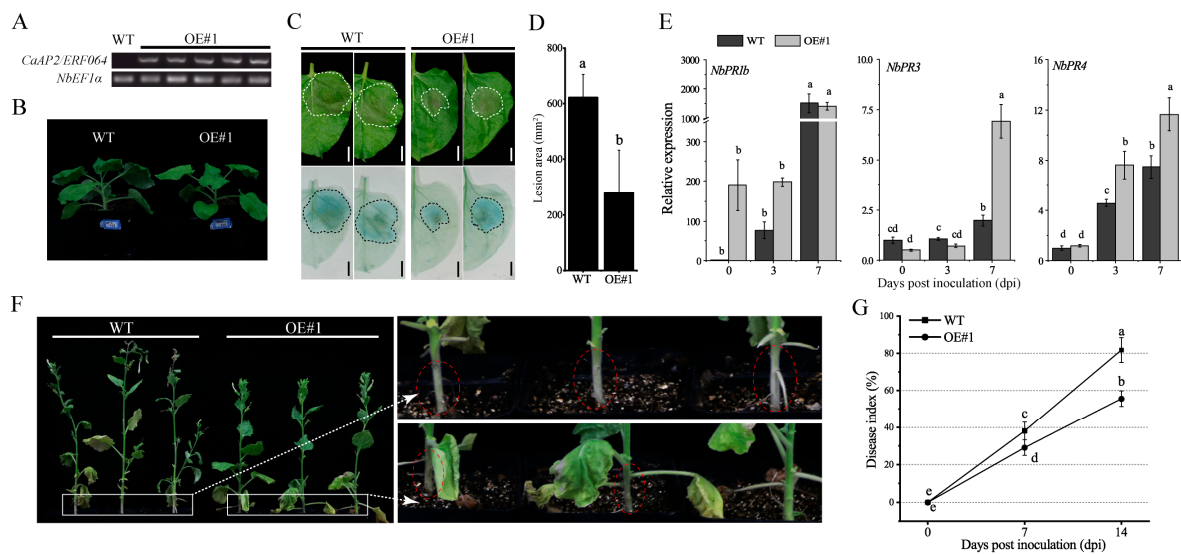 A
WT OE#1
CaAP2/ERF064
NbEF1α
B
WT OE#1
C
WT OE#1
D
Lesion area (mm²)
800
600
400
200
0
a
b
WT OE#1
E
WT OE#1
Relative expression
NbPR1b
1500
1000
300
200
100
0
b b b b a a
0 3 7
NbPR3
10.0
7.5
5.0
2.5
0.0
cd d c cd b a
0 3 7
Days post inoculation (dpi)
NbPR4
16
12
8
4
0
d d c b b a
0 3 7
F
WT OE#1
G
WT
OE#1
Disease index (%)
100
80
60
40
20
0
e
e
c
d
a
b
0 7 14
Days post inoculation (dpi)